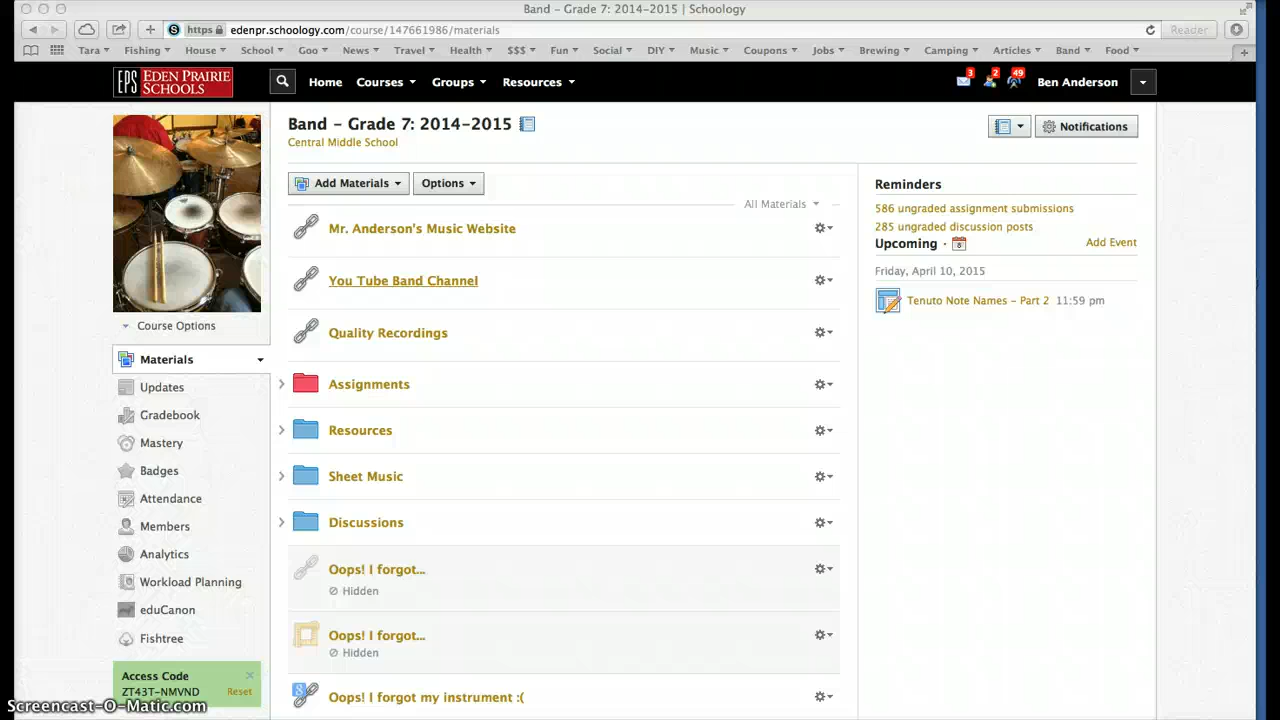 Band – Grade 7: 2014-2015 | Schoology
https edenpr.schoology.com/course/147661986/materials
Reader
Tara Fishing House School Goo News Travel Health $$$ Fun Social DIY Music Coupons Jobs Brewing Camping Articles Band Food
EPS EDEN PRAIRIE SCHOOLS
Home Courses Groups Resources 3 2 49 Ben Anderson
Band – Grade 7: 2014-2015
Central Middle School
Notifications
Add Materials Options
All Materials
Mr. Anderson's Music Website
You Tube Band Channel
Quality Recordings
Assignments
Resources
Sheet Music
Discussions
Oops! I forgot...
Hidden
Oops! I forgot...
Hidden
Oops! I forgot my instrument :(
Reminders
586 ungraded assignment submissions
285 ungraded discussion posts
Upcoming · 8 Add Event
Friday, April 10, 2015
Tenuto Note Names – Part 2 11:59 pm
Course Options
Materials
Updates
Gradebook
Mastery
Badges
Attendance
Members
Analytics
Workload Planning
eduCanon
Fishtree
Access Code
ZT43T-NMVND Reset
Screencast-O-Matic.com